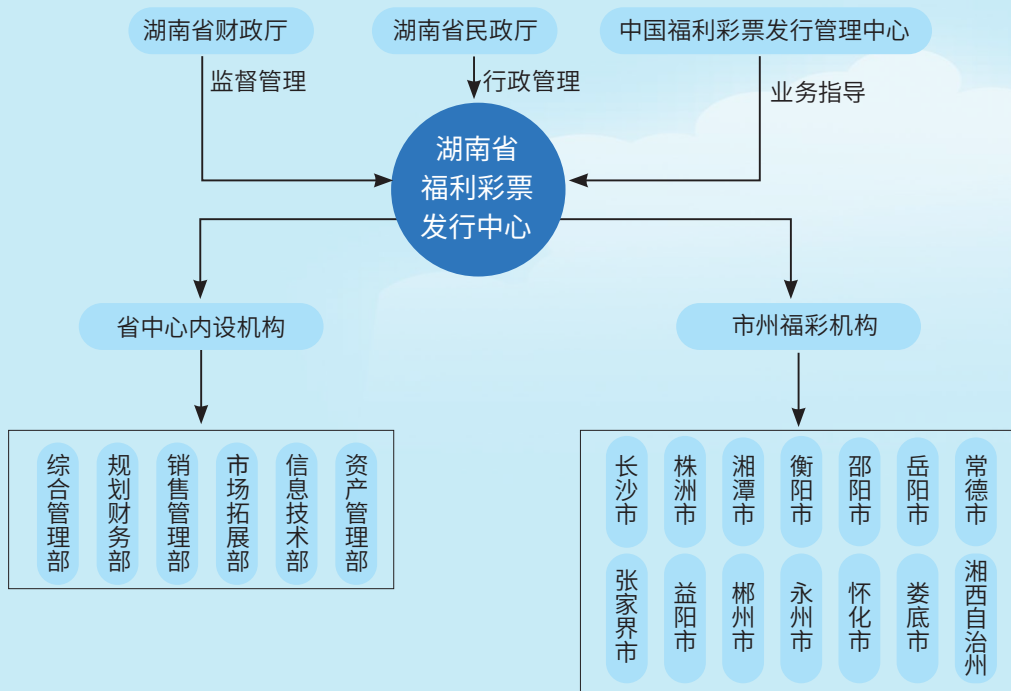 湖南省财政厅
湖南省民政厅
中国福利彩票发行管理中心
监督管理
行政管理
业务指导
湖南省
福利彩票
发行中心
省中心内设机构
市州福彩机构
综合管理部
规划财务部
销售管理部
市场拓展部
信息技术部
资产管理部
长沙市
株洲市
湘潭市
衡阳市
邵阳市
岳阳市
常德市
张家界市
益阳市
郴州市
永州市
怀化市
娄底市
湘西自治州